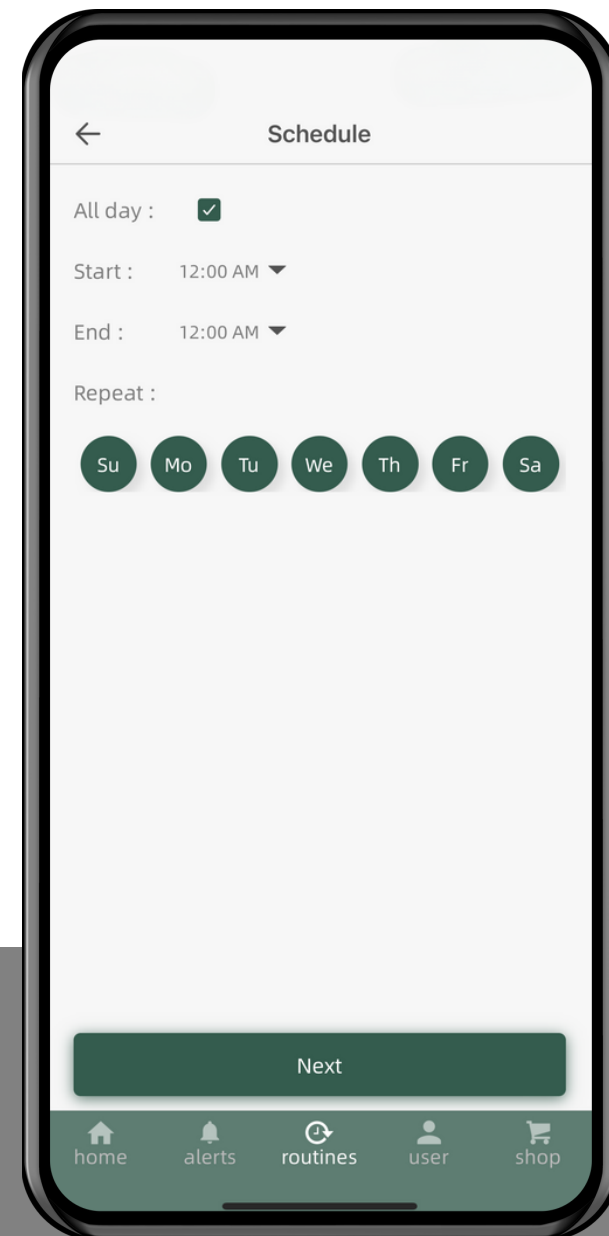 Schedule
All day :
Start : 12:00 AM
End : 12:00 AM
Repeat :
Su Mo Tu We Th Fr Sa
Next
home alerts routines user shop